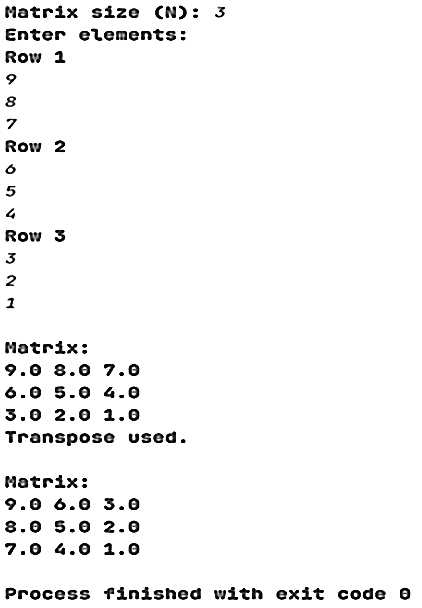 Matrix size (N): 3
Enter elements:
Row 1
9
8
7
Row 2
6
5
4
Row 3
3
2
1
Matrix:
9.0 8.0 7.0
6.0 5.0 4.0
3.0 2.0 1.0
Transpose used.
Matrix:
9.0 6.0 3.0
8.0 5.0 2.0
7.0 4.0 1.0
Process finished with exit code 0